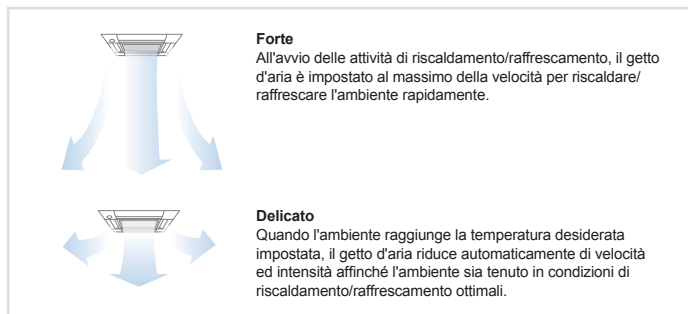 Forte
All'avvio delle attività di riscaldamento/raffrescamento, il getto
d'aria è impostato al massimo della velocità per riscaldare/
raffrescare l'ambiente rapidamente.
Delicato
Quando l'ambiente raggiunge la temperatura desiderata
impostata, il getto d'aria riduce automaticamente di velocità
ed intensità affinché l'ambiente sia tenuto in condizioni di
riscaldamento/raffrescamento ottimali.